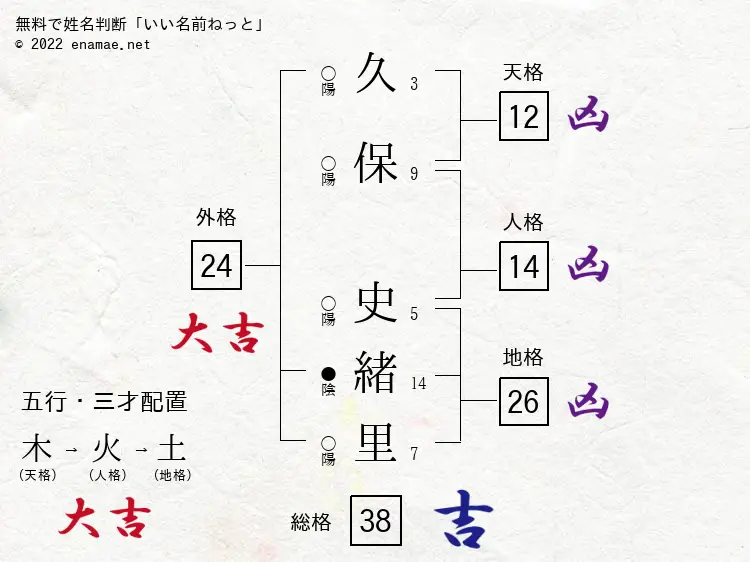 無料で姓名判断「いい名前ねっと」
© 2022 enamae.net
久 3
○陽
保 9
○陽
史 5
○陽
緒 14
●陰
里 7
○陽
天格
12 凶
人格
14 凶
地格
26 凶
外格
24
大吉
五行・三才配置
木→火→土
(天格) (人格) (地格)
大吉
総格 38 吉